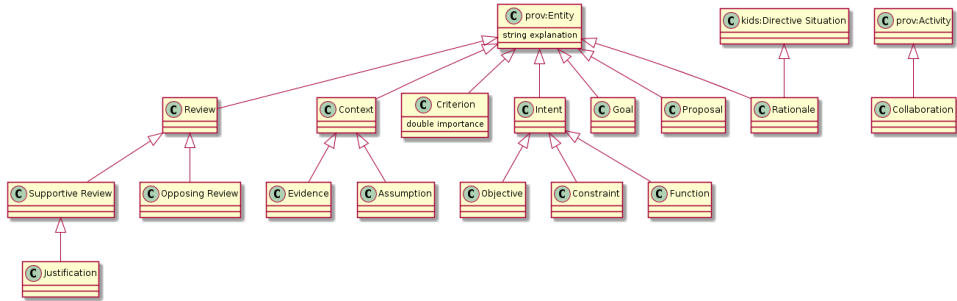 C prov:Entity
string explanation
C kids:Directive Situation
C prov:Activity
C Review
C Context
C Criterion
double importance
C Intent
C Goal
C Proposal
C Rationale
C Collaboration
C Supportive Review
C Opposing Review
C Evidence
C Assumption
C Objective
C Constraint
C Function
C Justification